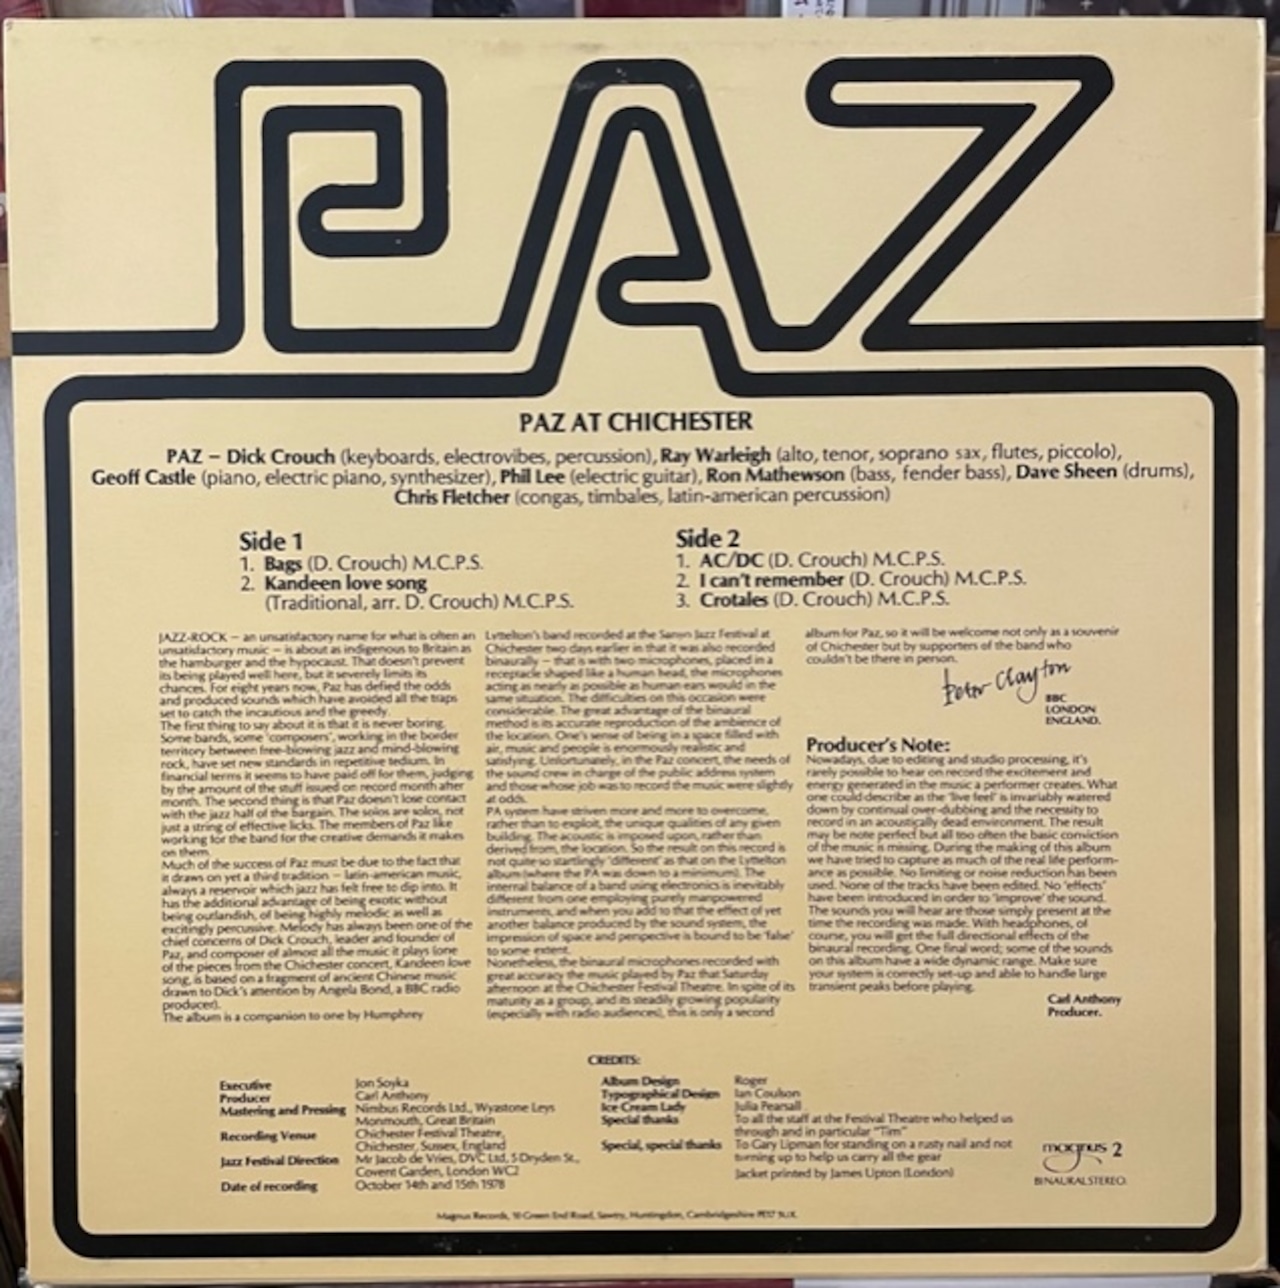 PAZ
PAZ AT CHICHESTER
PAZ – Dick Crouch (keyboards, electrovibes, percussion), Ray Warleigh (alto, tenor, soprano sax, flutes, piccolo),
Geoff Castle (piano, electric piano, synthesizer), Phil Lee (electric guitar), Ron Mathewson (bass, fender bass), Dave Sheen (drums),
Chris Fletcher (congas, timbales, latin-american percussion)
Side 1
1. Bags (D. Crouch) M.C.P.S.
2. Kandeen love song
(Traditional, arr. D. Crouch) M.C.P.S.
Side 2
1. AC/DC (D. Crouch) M.C.P.S.
2. I can't remember (D. Crouch) M.C.P.S.
3. Crotales (D. Crouch) M.C.P.S.
JAZZ-ROCK – an unsatisfactory name for what is often an
unsatisfactory music – is about as indigenous to Britain as
the hamburger and the hypocaust. That doesn't prevent
its being played well here, but it severely limits its
chances. For eight years now, Paz has defied the odds
and produced sounds which have avoided all the traps
set to catch the incautious and the greedy.
The first thing to say about it is that it is never boring.
Some bands, some 'composers', working in the border
territory between free-blowing jazz and mind-blowing
rock, have set new standards in repetitive tedium. In
financial terms it seems to have paid off for them, judging
by the amount of the stuff issued on record month after
month. The second thing is that Paz doesn't lose contact
with the jazz half of the bargain. The solos are solos, not
just a string of effective licks. The members of Paz like
working for the band for the creative demands it makes
on them.
Much of the success of Paz must be due to the fact that
it draws on yet a third tradition – latin-american music,
always a reservoir which jazz has felt free to dip into. It
has the additional advantage of being exotic without
being outlandish, of being highly melodic as well as
excitingly percussive. Melody has always been one of the
chief concerns of Dick Crouch, leader and founder of
Paz, and composer of almost all the music it plays (one
of the pieces from the Chichester concert, Kandeen love
song, is based on a fragment of ancient Chinese music
drawn to Dick's attention by Angela Bond, a BBC radio
producer).
The album is a companion to one by Humphrey
Lyttelton's band recorded at the Sanyo Jazz Festival at
Chichester two days earlier in that it was also recorded
binaurally – that is with two microphones, placed in a
receptacle shaped like a human head, the microphones
acting as nearly as possible as human ears would in the
same situation. The difficulties on this occasion were
considerable. The great advantage of the binaural
method is its accurate reproduction of the ambience of
the location. One's sense of being in a space filled with
air, music and people is enormously realistic and
satisfying. Unfortunately, in the Paz concert, the needs of
the sound crew in charge of the public address system
and those whose job was to record the music were slightly
at odds.
PA system have striven more and more to overcome,
rather than to exploit, the unique qualities of any given
building. The acoustic is imposed upon, rather than
derived from, the location. So the result on this record is
not quite so startlingly 'different' as that on the Lyttelton
album (where the PA was down to a minimum). The
internal balance of a band using electronics is inevitably
different from one employing purely manpowered
instruments, and when you add to that the effect of yet
another balance produced by the sound system, the
impression of space and perspective is bound to be 'false'
to some extent.
Nonetheless, the binaural microphones recorded with
great accuracy the music played by Paz that Saturday
afternoon at the Chichester Festival Theatre. In spite of its
maturity as a group, and its steadily growing popularity
(especially with radio audiences), this is only a second
album for Paz, so it will be welcome not only as a souvenir
of Chichester but by supporters of the band who
couldn't be there in person.
Peter Clayton
BBC
LONDON
ENGLAND.
Producer's Note:
Nowadays, due to editing and studio processing, it's
rarely possible to hear on record the excitement and
energy generated in the music a performer creates. What
one could describe as the 'live feel' is invariably watered
down by continual over-dubbing and the necessity to
record in an acoustically dead environment. The result
may be note perfect but all too often the basic conviction
of the music is missing. During the making of this album
we have tried to capture as much of the real life perform-
ance as possible. No limiting or noise reduction has been
used. None of the tracks have been edited. No 'effects'
have been introduced in order to 'improve' the sound.
The sounds you will hear are those simply present at the
time the recording was made. With headphones, of
course, you will get the full directional effects of the
binaural recording. One final word; some of the sounds
on this album have a wide dynamic range. Make sure
your system is correctly set-up and able to handle large
transient peaks before playing.
Carl Anthony
Producer.
CREDITS:
Executive Jon Soyka
Producer Carl Anthony
Mastering and Pressing Nimbus Records Ltd., Wyastone Leys
Monmouth, Great Britain
Recording Venue Chichester Festival Theatre,
Chichester, Sussex, England
Jazz Festival Direction Mr Jacob de Vries, DVC Ltd, 5 Dryden St.,
Covent Garden, London WC2
Date of recording October 14th and 15th 1978
Album Design Roger
Typographical Design Ian Coulson
Ice Cream Lady Julia Pearsall
Special thanks To all the staff at the Festival Theatre who helped us
through and in particular "Tim"
Special, special thanks To Gary Lipman for standing on a rusty nail and not
turning up to help us carry all the gear
Jacket printed by James Upton (London)
magnus 2
BINAURAL STEREO
Magnus Records, 10 Green End Road, Sawtry, Huntingdon, Cambridgeshire